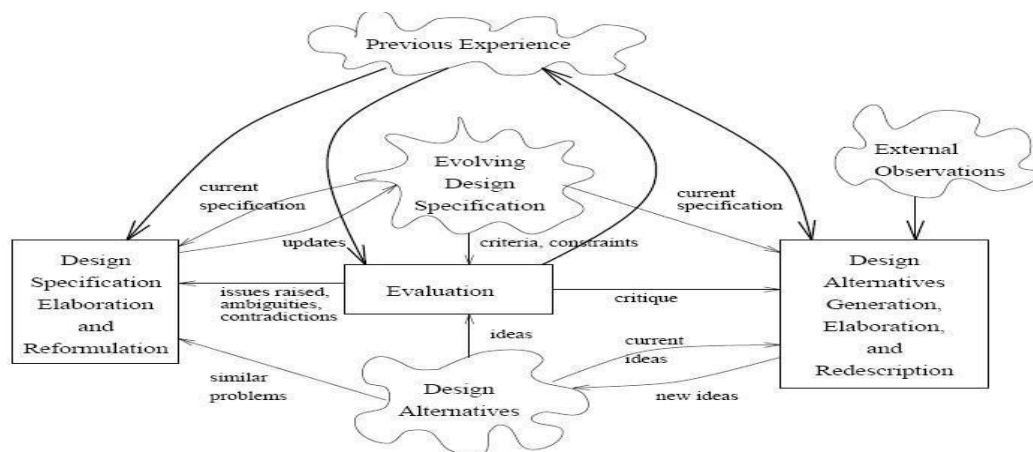 Previous Experience
External
Observations
Evolving
Design
Specification
current
specification
current
specification
updates
criteria, constraints
Design
Specification
Elaboration
and
Reformulation
issues raised,
ambiguities,
contradictions
Evaluation
critique
Design
Alternatives
Generation,
Elaboration,
and
Redescription
ideas
current
ideas
similar
problems
Design
Alternatives
new ideas